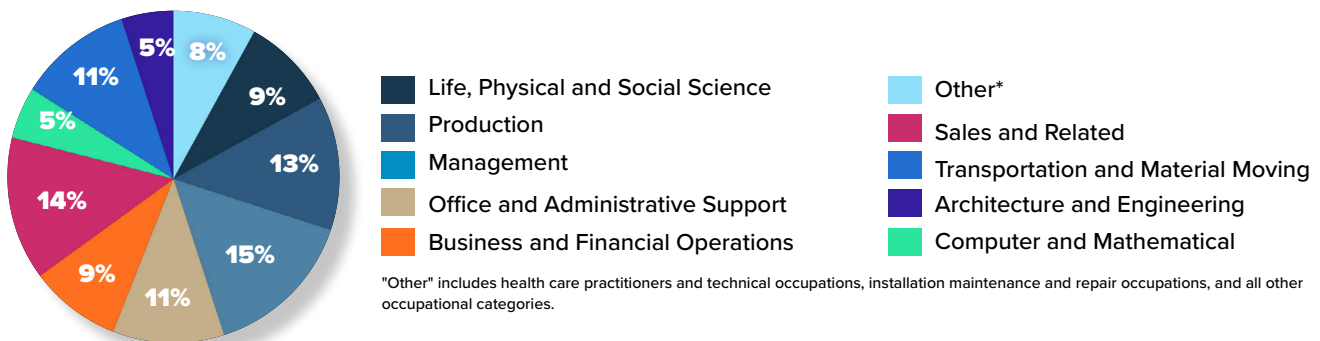 5%
8%
11%
9%
5%
13%
14%
15%
9%
11%
Life, Physical and Social Science
Production
Management
Office and Administrative Support
Business and Financial Operations
Other*
Sales and Related
Transportation and Material Moving
Architecture and Engineering
Computer and Mathematical
"Other" includes health care practitioners and technical occupations, installation maintenance and repair occupations, and all other
occupational categories.